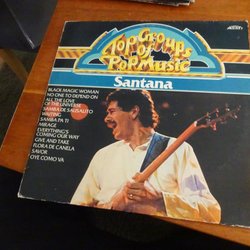 Top Groups
of
Pop Music
Santana
BLACK MAGIC WOMAN
NO ONE TO DEPEND ON
ALL THE LOVE
OF THE UNIVERSE
SAMBA DE SAUSALITO
WAITING
SAMBA PA TI
MIRAGE
EVERYTHING'S
COMING OUR WAY
GIVE AND TAKE
FLORA DE CANELA
SAVOR
OYE COMO VA